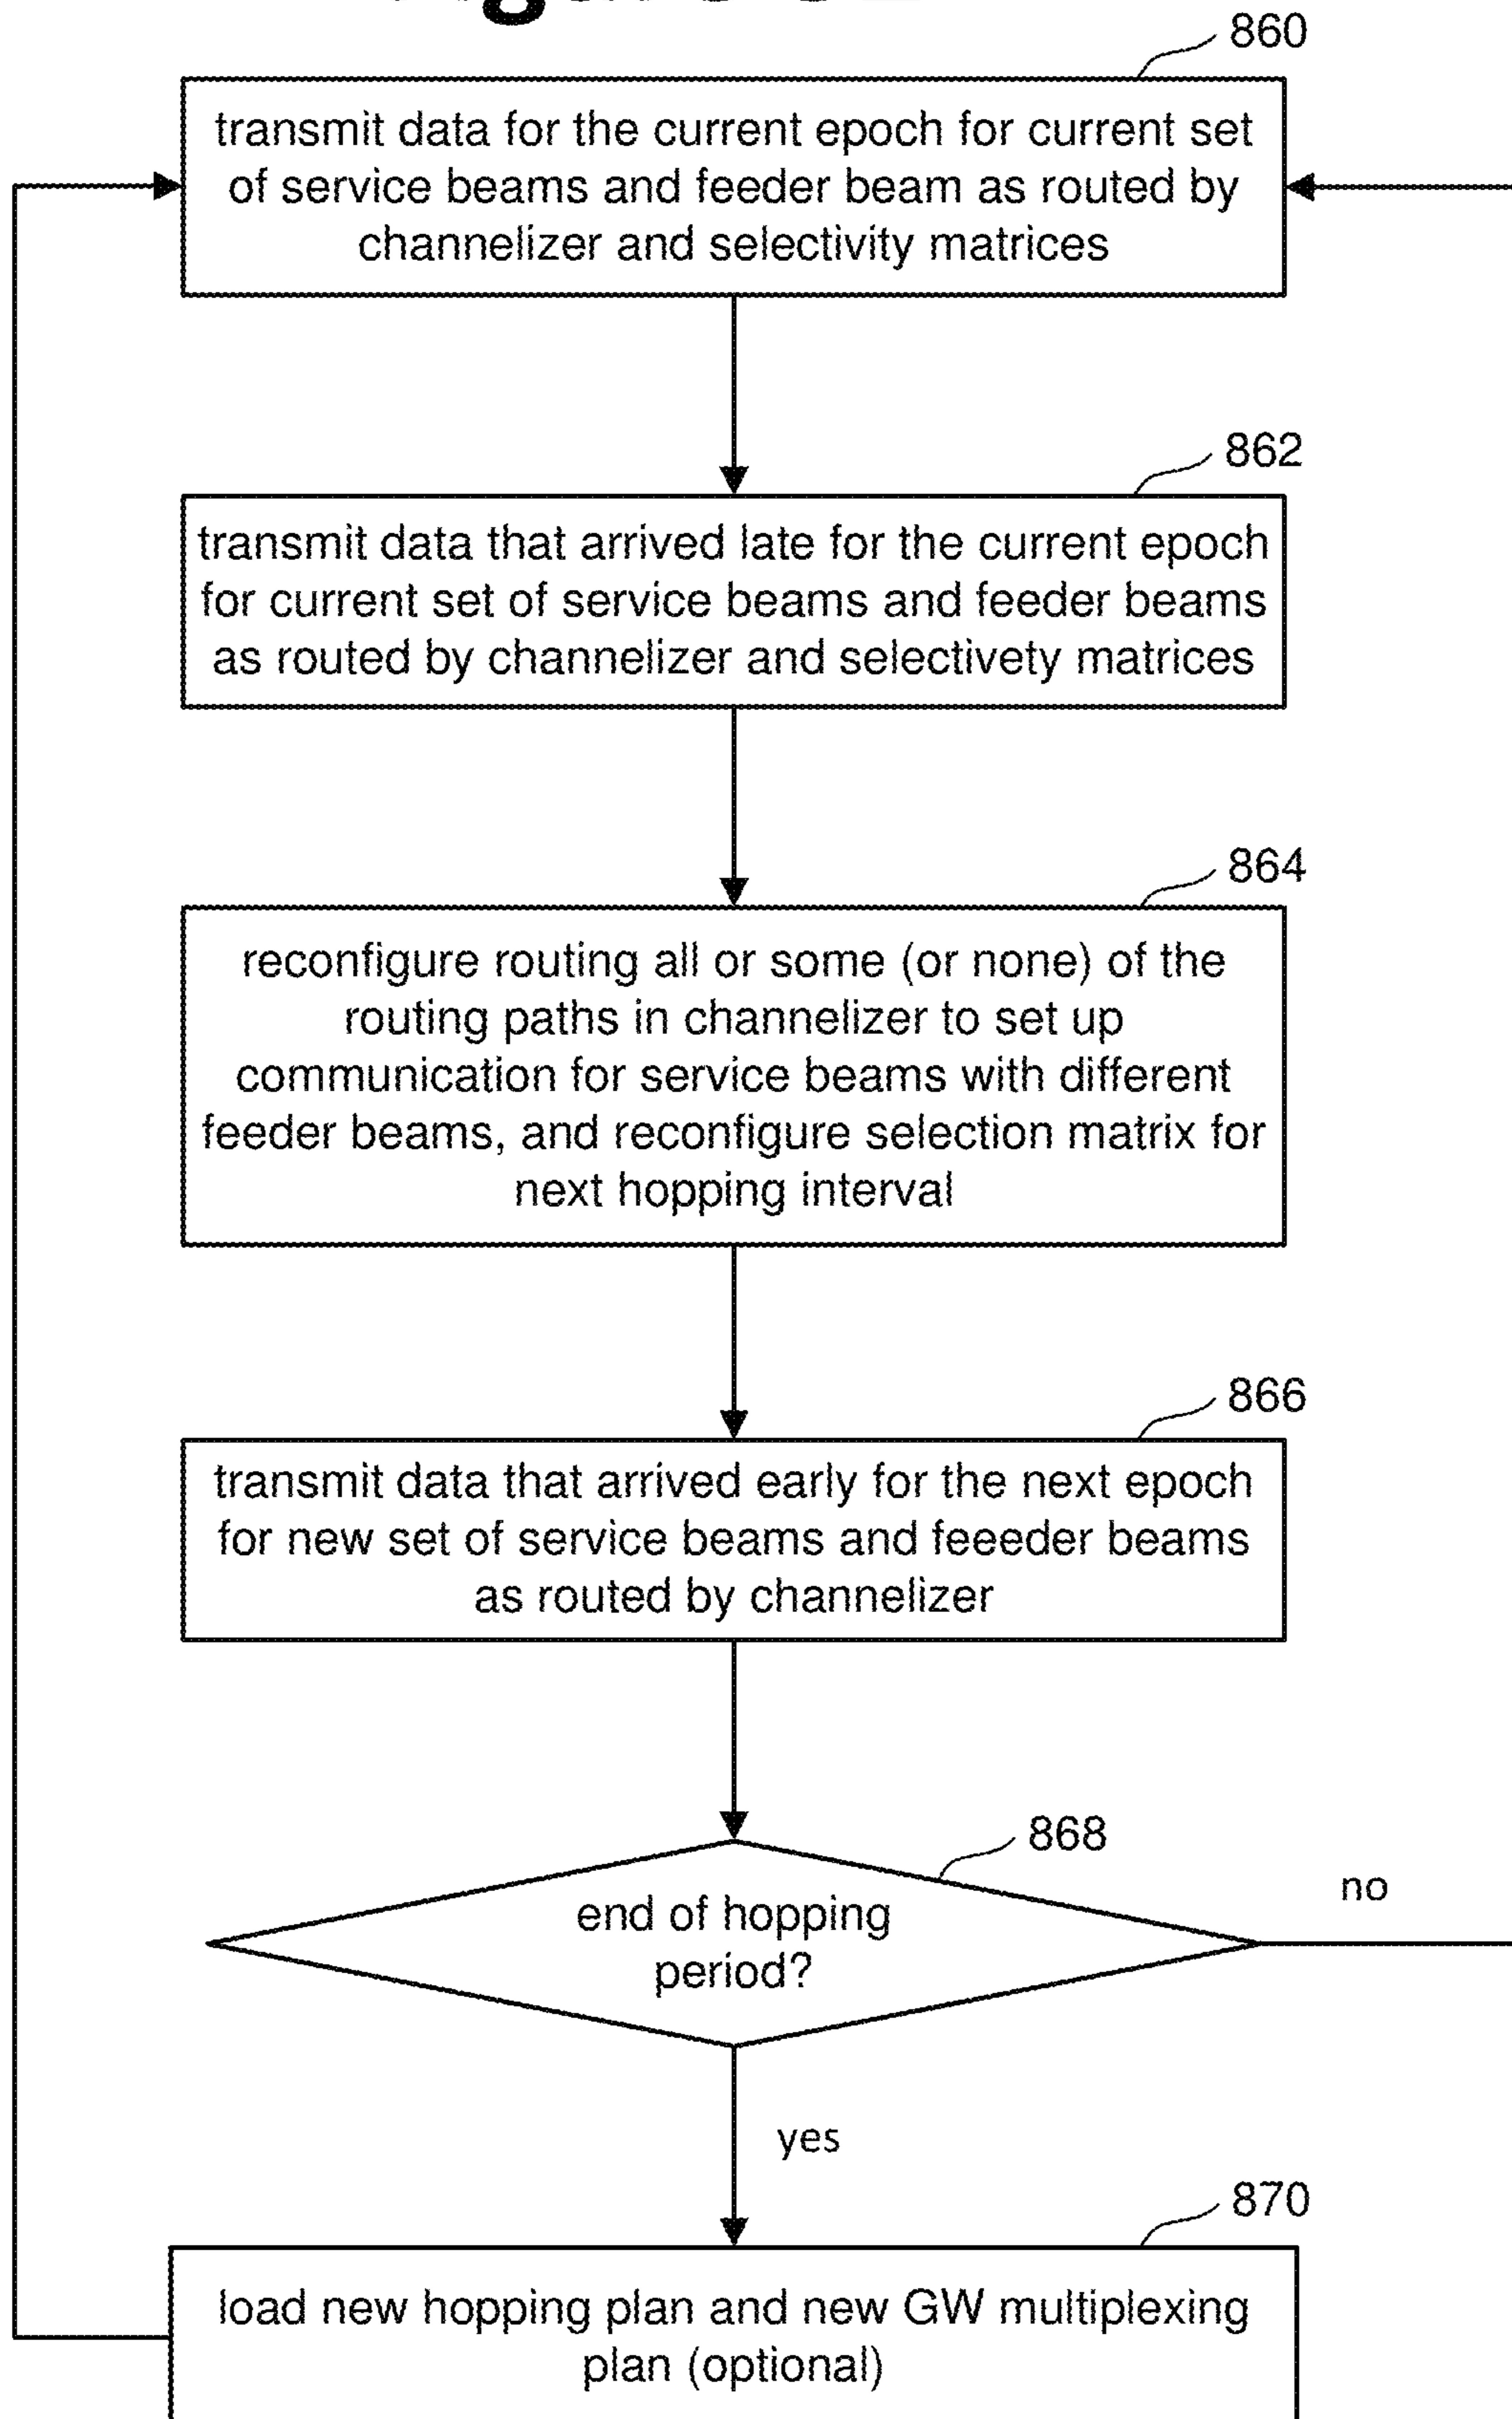 860
transmit data for the current epoch for current set
of service beams and feeder beam as routed by
channelizer and selectivity matrices
862
transmit data that arrived late for the current epoch
for current set of service beams and feeder beams
as routed by channelizer and selectivety matrices
864
reconfigure routing all or some (or none) of the
routing paths in channelizer to set up
communication for service beams with different
feeder beams, and reconfigure selection matrix for
next hopping interval
866
transmit data that arrived early for the next epoch
for new set of service beams and feeeder beams
as routed by channelizer
868
end of hopping
period?
no
yes
870
load new hopping plan and new GW multiplexing
plan (optional)